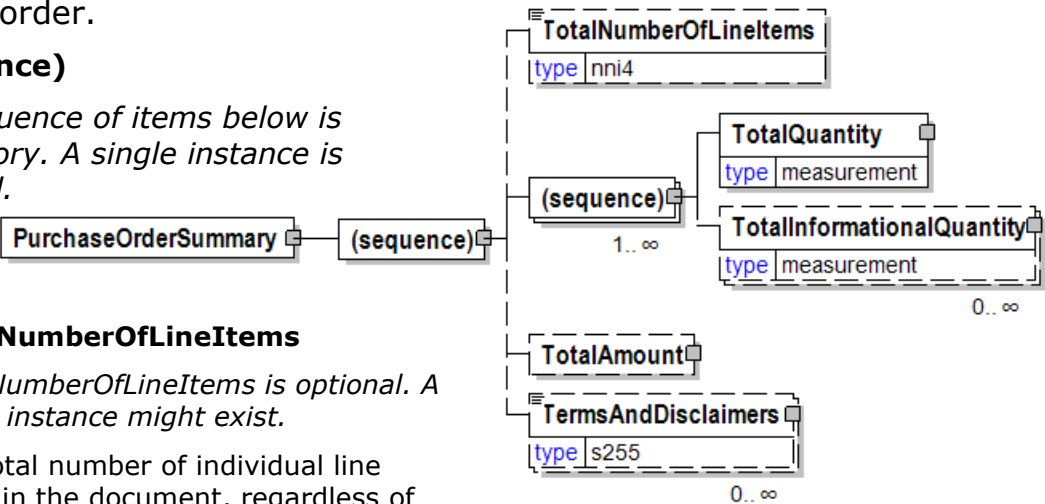 order.
nce)
uence of items below is
ory. A single instance is
d.
PurchaseOrderSummary
(sequence)
TotalNumberOfLineItems
type nni4
(sequence)
1.. ∞
TotalQuantity
type measurement
TotalInformationalQuantity
type measurement
0.. ∞
TotalAmount
TermsAndDisclaimers
type s255
0.. ∞
NumberOfLineItems
NumberOfLineItems is optional. A
instance might exist.
otal number of individual line
in the document, regardless of